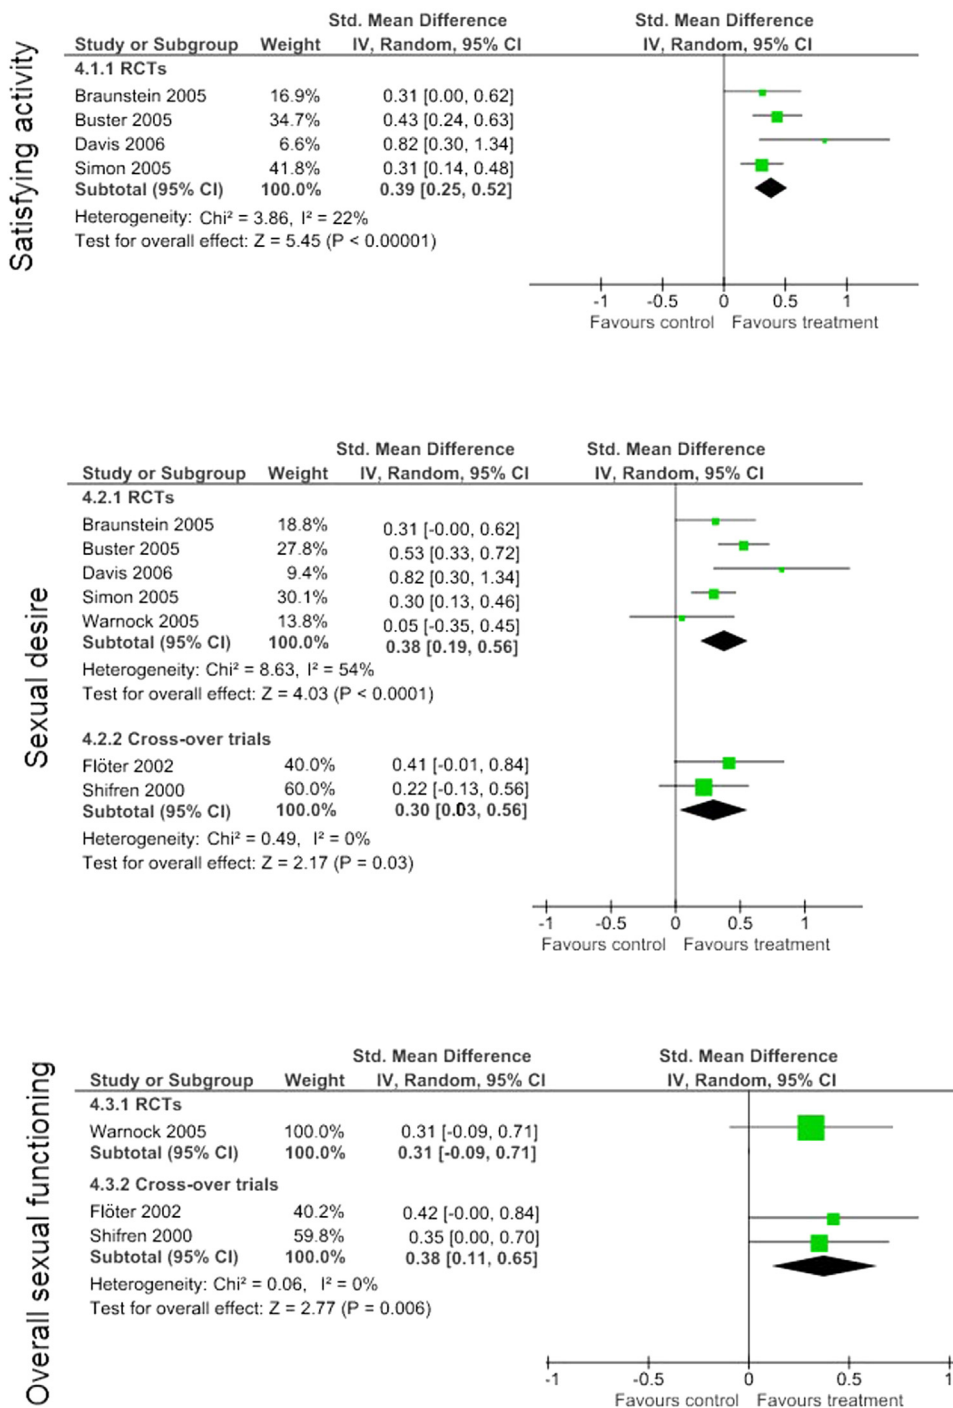 Satisfying activity
Std. Mean Difference Std. Mean Difference
Study or Subgroup Weight IV, Random, 95% CI IV, Random, 95% CI
4.1.1 RCTs
Braunstein 2005 16.9% 0.31 [0.00, 0.62]
Buster 2005 34.7% 0.43 [0.24, 0.63]
Davis 2006 6.6% 0.82 [0.30, 1.34]
Simon 2005 41.8% 0.31 [0.14, 0.48]
Subtotal (95% CI) 100.0% 0.39 [0.25, 0.52]
Heterogeneity: Chi² = 3.86, I² = 22%
Test for overall effect: Z = 5.45 (P < 0.00001)
-1 -0.5 0 0.5 1
Favours control Favours treatment
Sexual desire
Std. Mean Difference Std. Mean Difference
Study or Subgroup Weight IV, Random, 95% CI IV, Random, 95% CI
4.2.1 RCTs
Braunstein 2005 18.8% 0.31 [-0.00, 0.62]
Buster 2005 27.8% 0.53 [0.33, 0.72]
Davis 2006 9.4% 0.82 [0.30, 1.34]
Simon 2005 30.1% 0.30 [0.13, 0.46]
Warnock 2005 13.8% 0.05 [-0.35, 0.45]
Subtotal (95% CI) 100.0% 0.38 [0.19, 0.56]
Heterogeneity: Chi² = 8.63, I² = 54%
Test for overall effect: Z = 4.03 (P < 0.0001)
4.2.2 Cross-over trials
Flöter 2002 40.0% 0.41 [-0.01, 0.84]
Shifren 2000 60.0% 0.22 [-0.13, 0.56]
Subtotal (95% CI) 100.0% 0.30 [0.03, 0.56]
Heterogeneity: Chi² = 0.49, I² = 0%
Test for overall effect: Z = 2.17 (P = 0.03)
-1 -0.5 0 0.5 1
Favours control Favours treatment
Overall sexual functioning
Std. Mean Difference Std. Mean Difference
Study or Subgroup Weight IV, Random, 95% CI IV, Random, 95% CI
4.3.1 RCTs
Warnock 2005 100.0% 0.31 [-0.09, 0.71]
Subtotal (95% CI) 100.0% 0.31 [-0.09, 0.71]
4.3.2 Cross-over trials
Flöter 2002 40.2% 0.42 [-0.00, 0.84]
Shifren 2000 59.8% 0.35 [0.00, 0.70]
Subtotal (95% CI) 100.0% 0.38 [0.11, 0.65]
Heterogeneity: Chi² = 0.06, I² = 0%
Test for overall effect: Z = 2.77 (P = 0.006)
-1 -0.5 0 0.5 1
Favours control Favours treatment